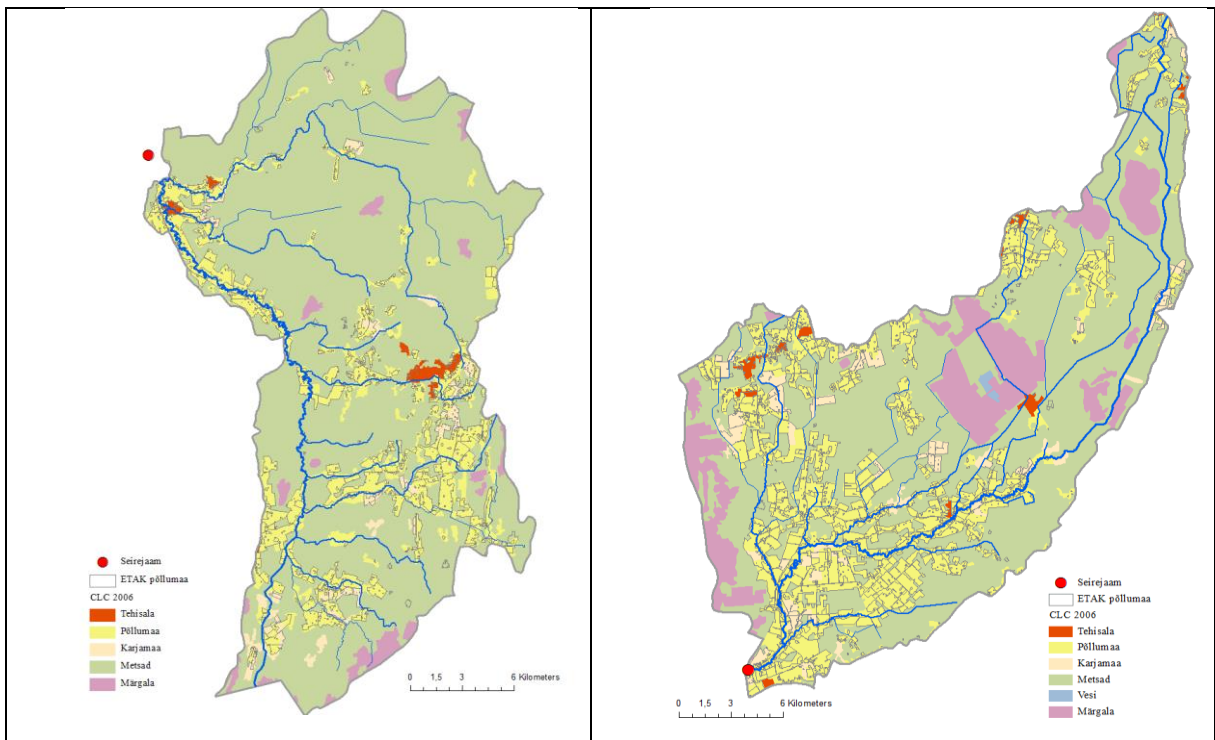 Seirejaam
ETAK põllumaa
CLC 2006
Tehisala
Põllumaa
Karjamaa
Metsad
Märgala
0 1,5 3 6 Kilometers
Seirejaam
ETAK põllumaa
CLC 2006
Tehisala
Põllumaa
Karjamaa
Metsad
Vesi
Märgala
0 1,5 3 6 Kilometers